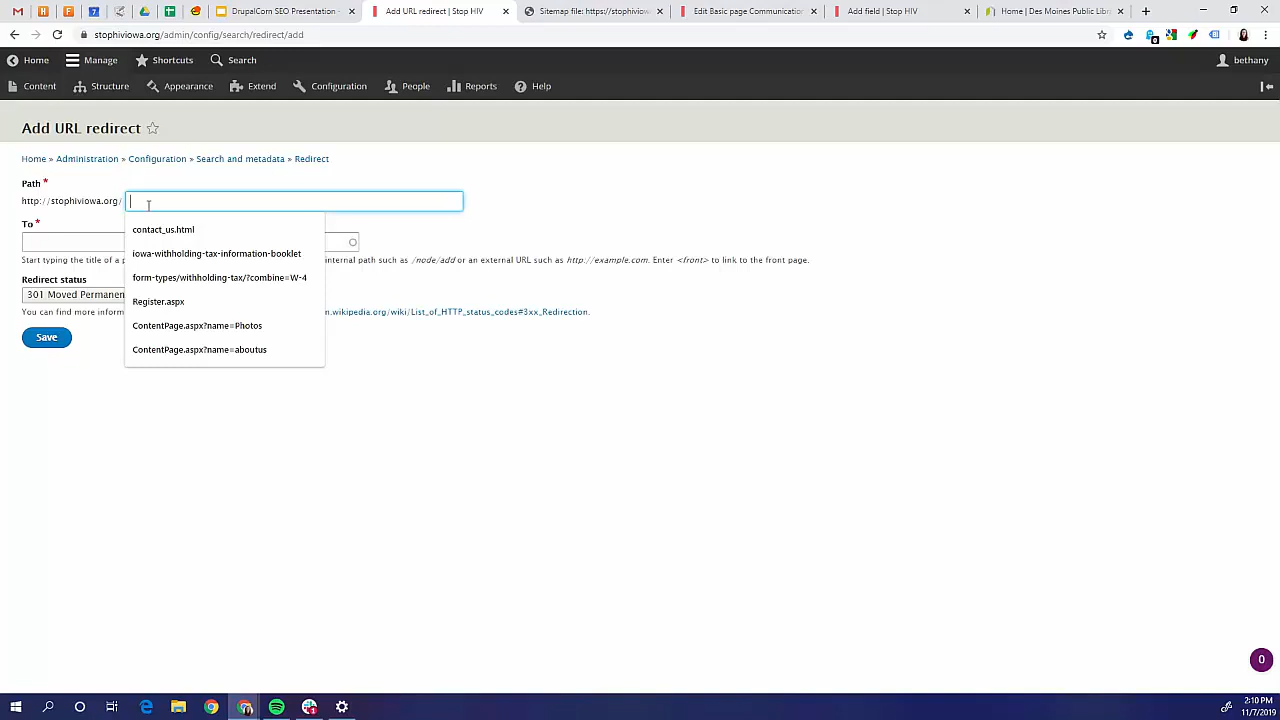 DrupalCorn SEO Presentation -
Add URL redirect | Stop HIV
Sitemap file: https://stophiviow
Edit Basic page Communication
Add field | Stop HIV
Home | Des Moines Public Libra
stophiviowa.org/admin/config/search/redirect/add
Home
Manage
Shortcuts
Search
bethany
Content
Structure
Appearance
Extend
Configuration
People
Reports
Help
Add URL redirect
Home » Administration » Configuration » Search and metadata » Redirect
Path *
http://stophiviowa.org/
contact_us.html
iowa-withholding-tax-information-booklet
form-types/withholding-tax/?combine=W-4
Register.aspx
ContentPage.aspx?name=Photos
ContentPage.aspx?name=aboutus
To *
Start typing the title of a p
nternal path such as /node/add or an external URL such as http://example.com. Enter <front> to link to the front page.
Redirect status
301 Moved Permanen
You can find more inform
n.wikipedia.org/wiki/List_of_HTTP_status_codes#3xx_Redirection.
Save
0
2:10 PM
11/7/2019